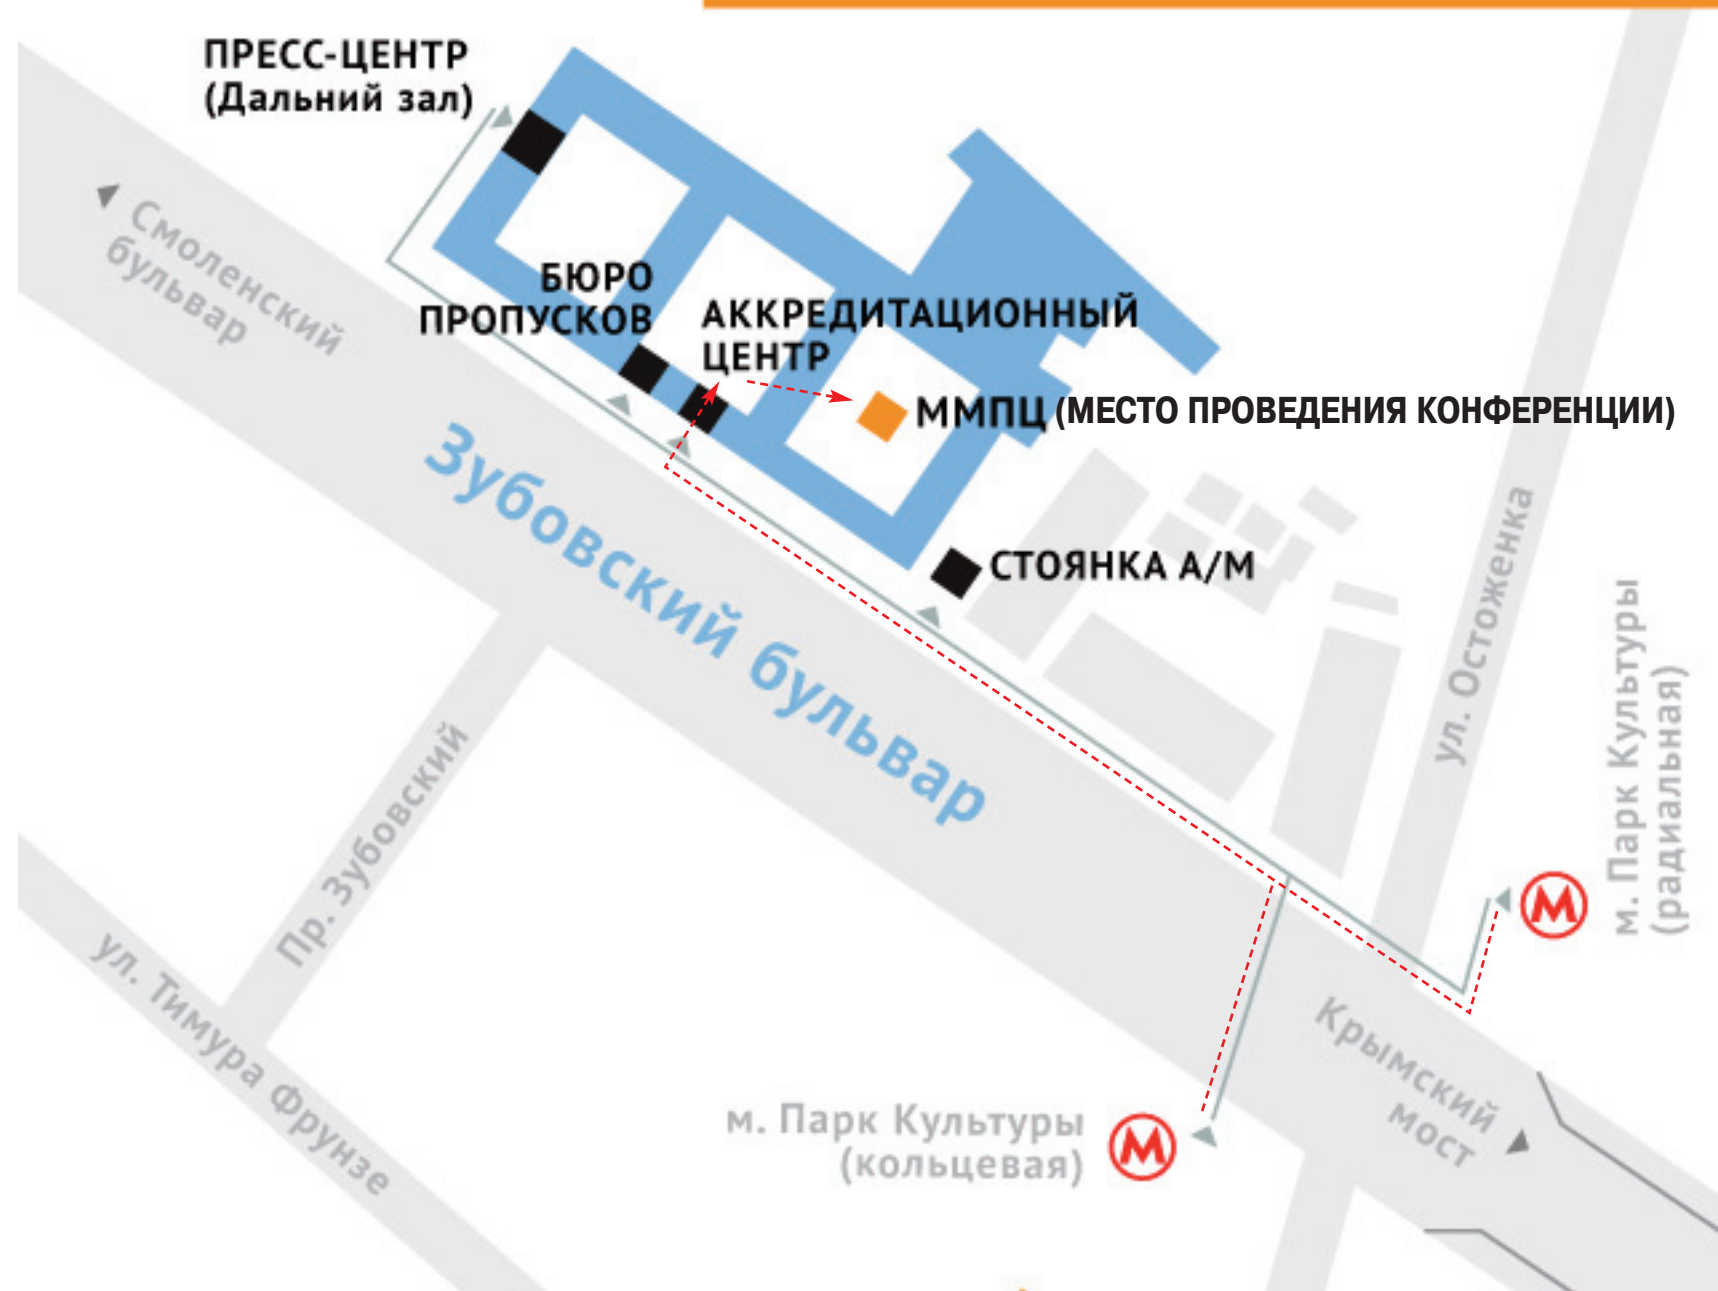 ПРЕСС-ЦЕНТР
(Дальний зал)
Смоленский
бульвар
БЮРО
ПРОПУСКОВ
АККРЕДИТАЦИОННЫЙ
ЦЕНТР
ММПЦ (МЕСТО ПРОВЕДЕНИЯ КОНФЕРЕНЦИИ)
Зубовский бульвар
СТОЯНКА А/М
ул. Остоженка
м. Парк Культуры
(радиальная)
М
Пр. Зубовский
ул. Тимура Фрунзе
Крымский
мост
м. Парк Культуры
(кольцевая)
М